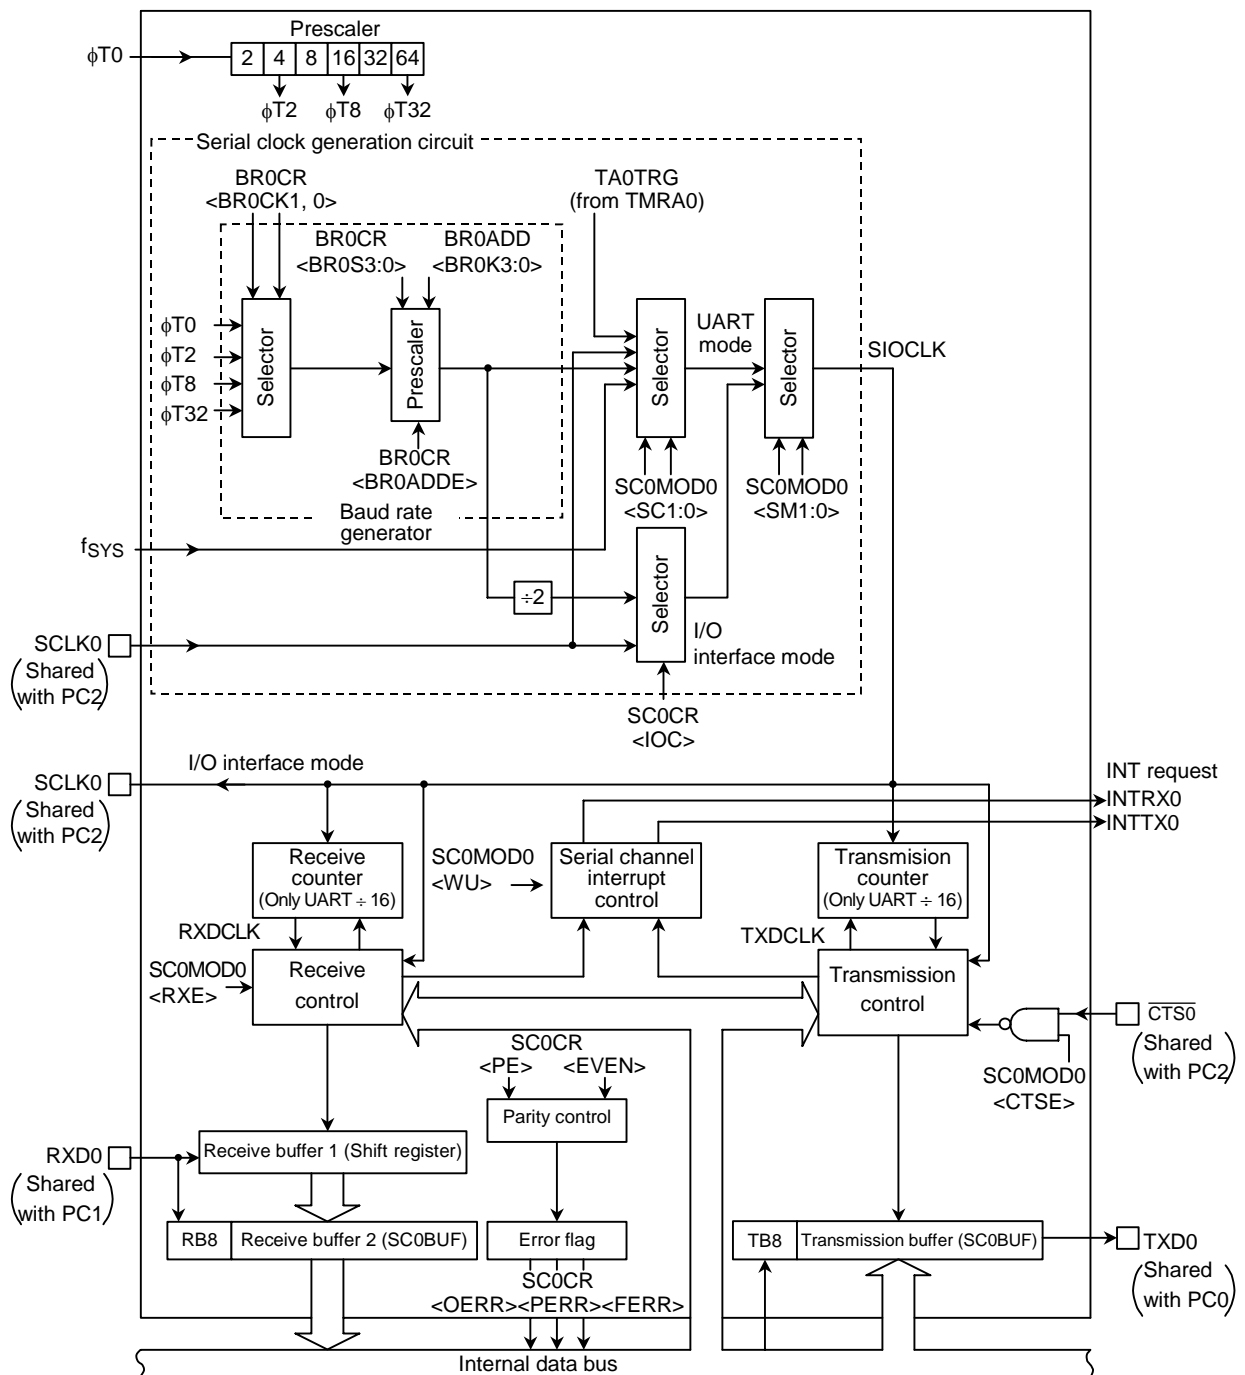 Prescaler
ϕT0
2 4 8 16 32 64
ϕT2 ϕT8 ϕT32
Serial clock generation circuit
BR0CR
<BR0CK1, 0>
TA0TRG
(from TMRA0)
BR0CR
<BR0S3:0>
BR0ADD
<BR0K3:0>
ϕT0
ϕT2
ϕT8
ϕT32
Selector
Prescaler
Selector
UART
mode
Selector
SIOCLK
BR0CR
<BR0ADDE>
SC0MOD0
<SC1:0>
SC0MOD0
<SM1:0>
Baud rate
generator
fSYS
÷2
Selector
I/O
interface mode
SCLK0
(Shared
with PC2)
SC0CR
<IOC>
SCLK0
(Shared
with PC2)
I/O interface mode
INT request
INTRX0
INTTX0
Receive
counter
(Only UART ÷ 16)
SC0MOD0
<WU>
Serial channel
interrupt
control
Transmision
counter
(Only UART ÷ 16)
RXDCLK
TXDCLK
SC0MOD0
<RXE>
Receive
control
Transmission
control
CTS0
(Shared
with PC2)
SC0MOD0
<CTSE>
SC0CR
<PE> <EVEN>
Parity control
RXD0
(Shared
with PC1)
Receive buffer 1 (Shift register)
RB8 Receive buffer 2 (SC0BUF)
Error flag
TB8 Transmission buffer (SC0BUF)
TXD0
(Shared
with PC0)
SC0CR
<OERR><PERR><FERR>
Internal data bus